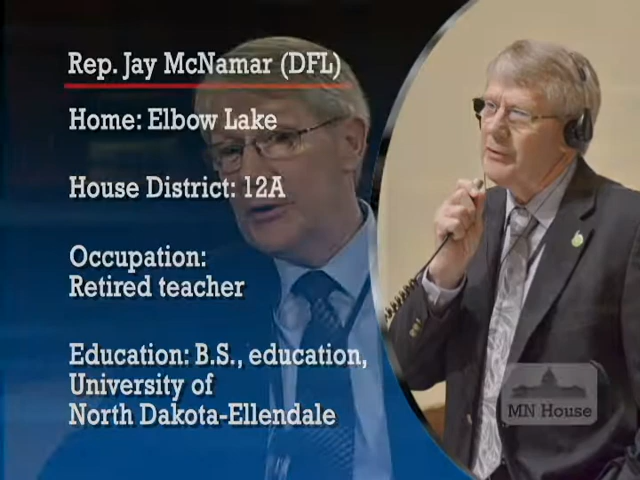 Rep. Jay McNamar (DFL)
Home: Elbow Lake
House District: 12A
Occupation:
Retired teacher
Education: B.S., education,
University of
North Dakota-Ellendale
MN House